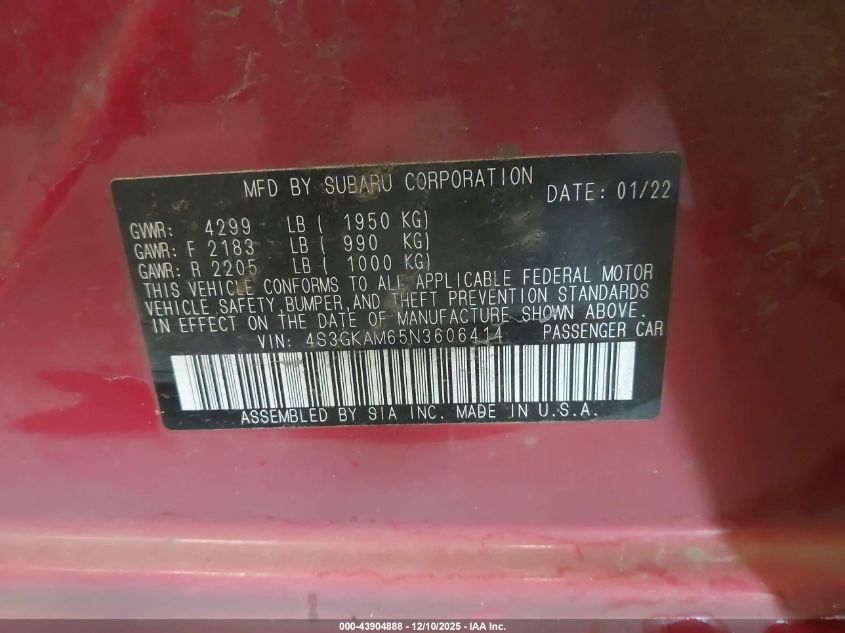 MFD BY SUBARU CORPORATION DATE: 01/22
GVWR: 4299 LB ( 1950 KG)
GAWR: F 2183 LB ( 990 KG)
GAWR: R 2205 LB ( 1000 KG)
THIS VEHICLE CONFORMS TO ALL APPLICABLE FEDERAL MOTOR
VEHICLE SAFETY, BUMPER, AND THEFT PREVENTION STANDARDS
IN EFFECT ON THE DATE OF MANUFACTURE SHOWN ABOVE.
VIN: 4S3GKAM65N3606414 PASSENGER CAR
ASSEMBLED BY SIA INC. MADE IN U.S.A.
000-43904888 - 12/10/2025 - IAA Inc.